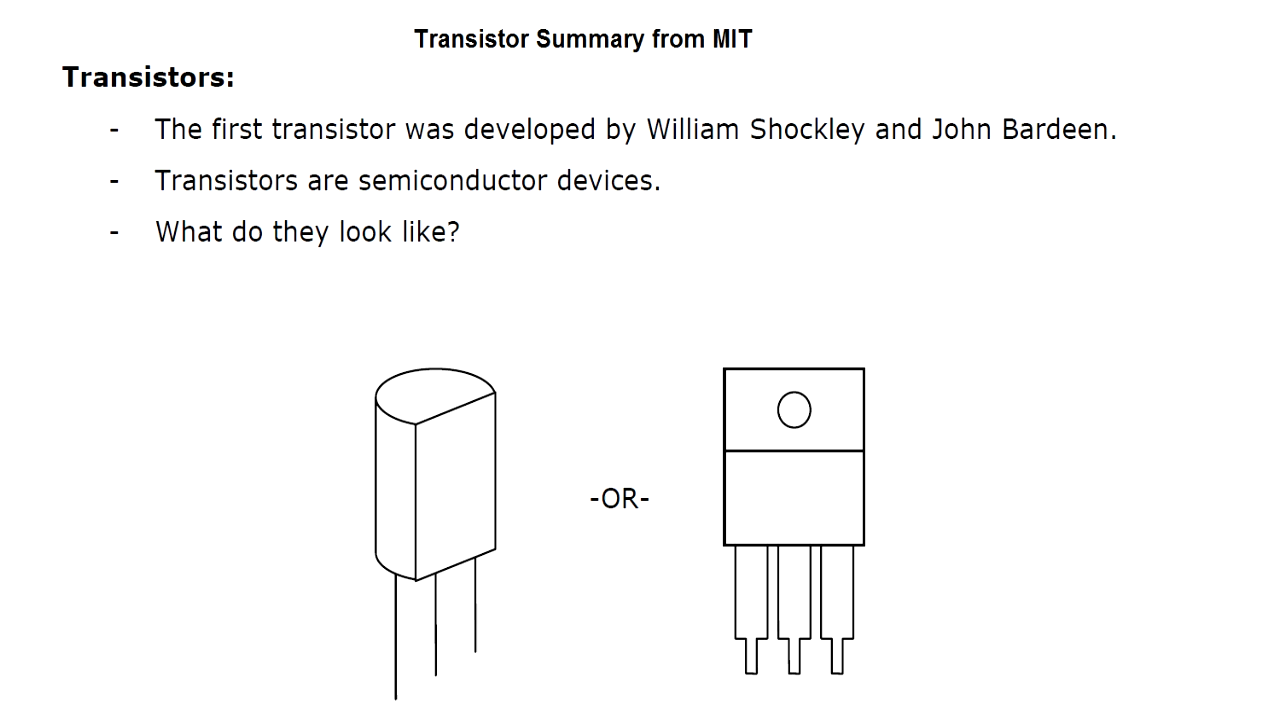 Transistor Summary from MIT
Transistors:
- The first transistor was developed by William Shockley and John Bardeen.
- Transistors are semiconductor devices.
- What do they look like?
-OR-